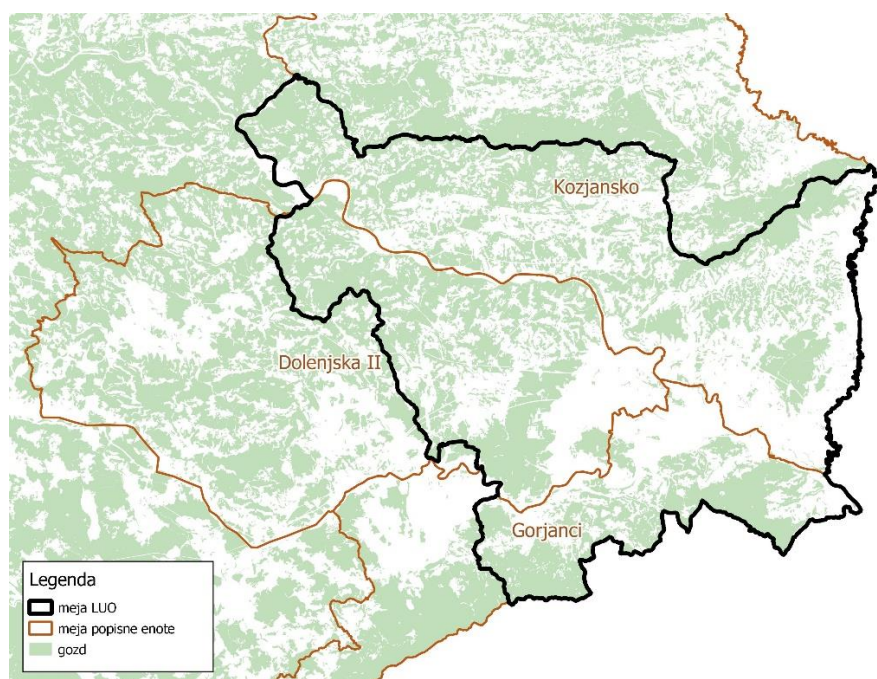 Kozjansko
Dolenjska II
Gorjanci
Legenda
meja LUO
meja popisne enote
gozd